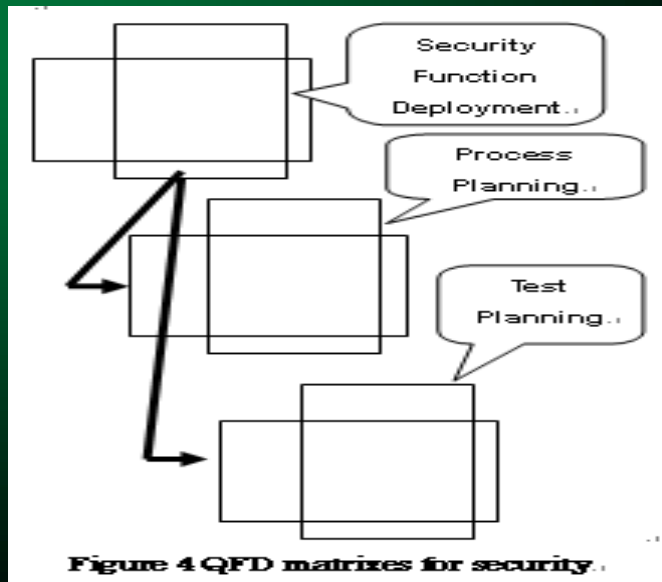 Security
Function
Deployment.
Process
Planning.
Test
Planning.
Figure 4 QFD matrixes for security.